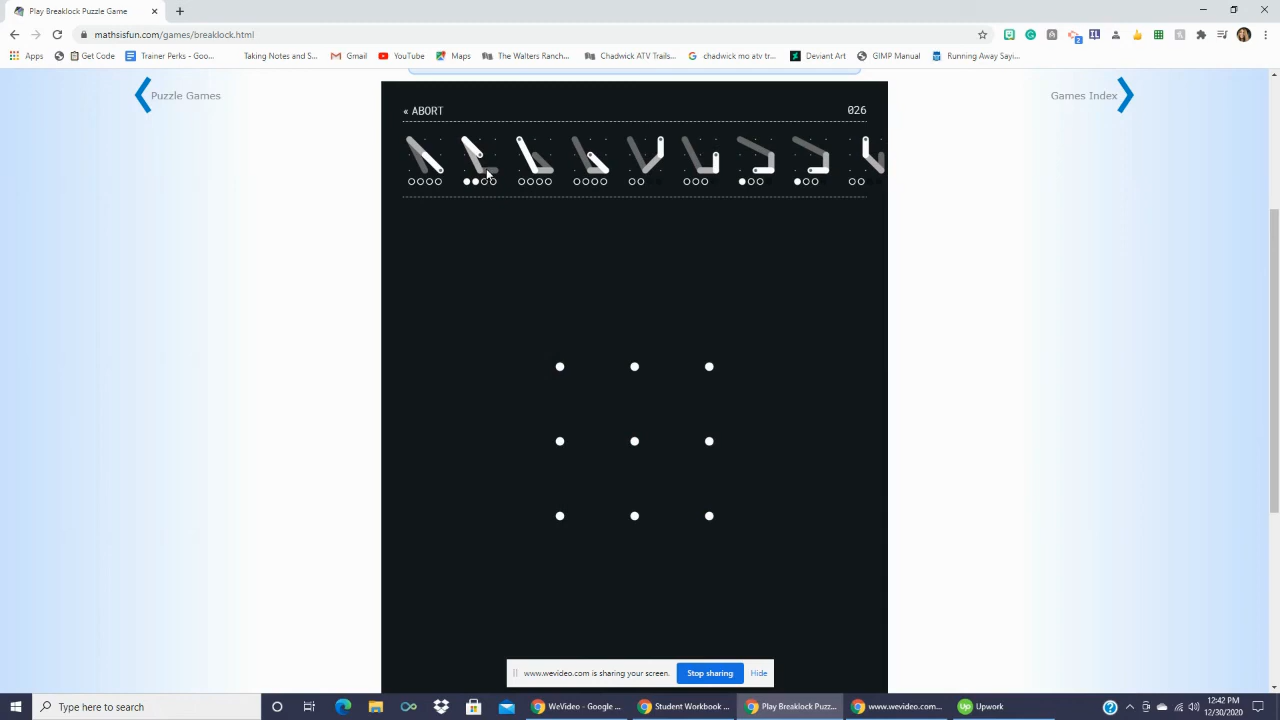 Play Breaklock Puzzle Game
mathsisfun.com/games/breaklock.html
Apps
Get Code
Trainer Perks - Goo...
Taking Notes and S...
Gmail
YouTube
Maps
The Walters Ranch...
Chadwick ATV Trails...
chadwick mo atv tr...
Deviant Art
GIMP Manual
Running Away Sayi...
Puzzle Games
Games Index
« ABORT
026
www.wevideo.com is sharing your screen.
Stop sharing
Hide
Type here to search
WeVideo - Google ...
Student Workbook ...
Play Breaklock Puzz...
www.wevideo.com...
Upwork
12:42 PM
12/30/2020